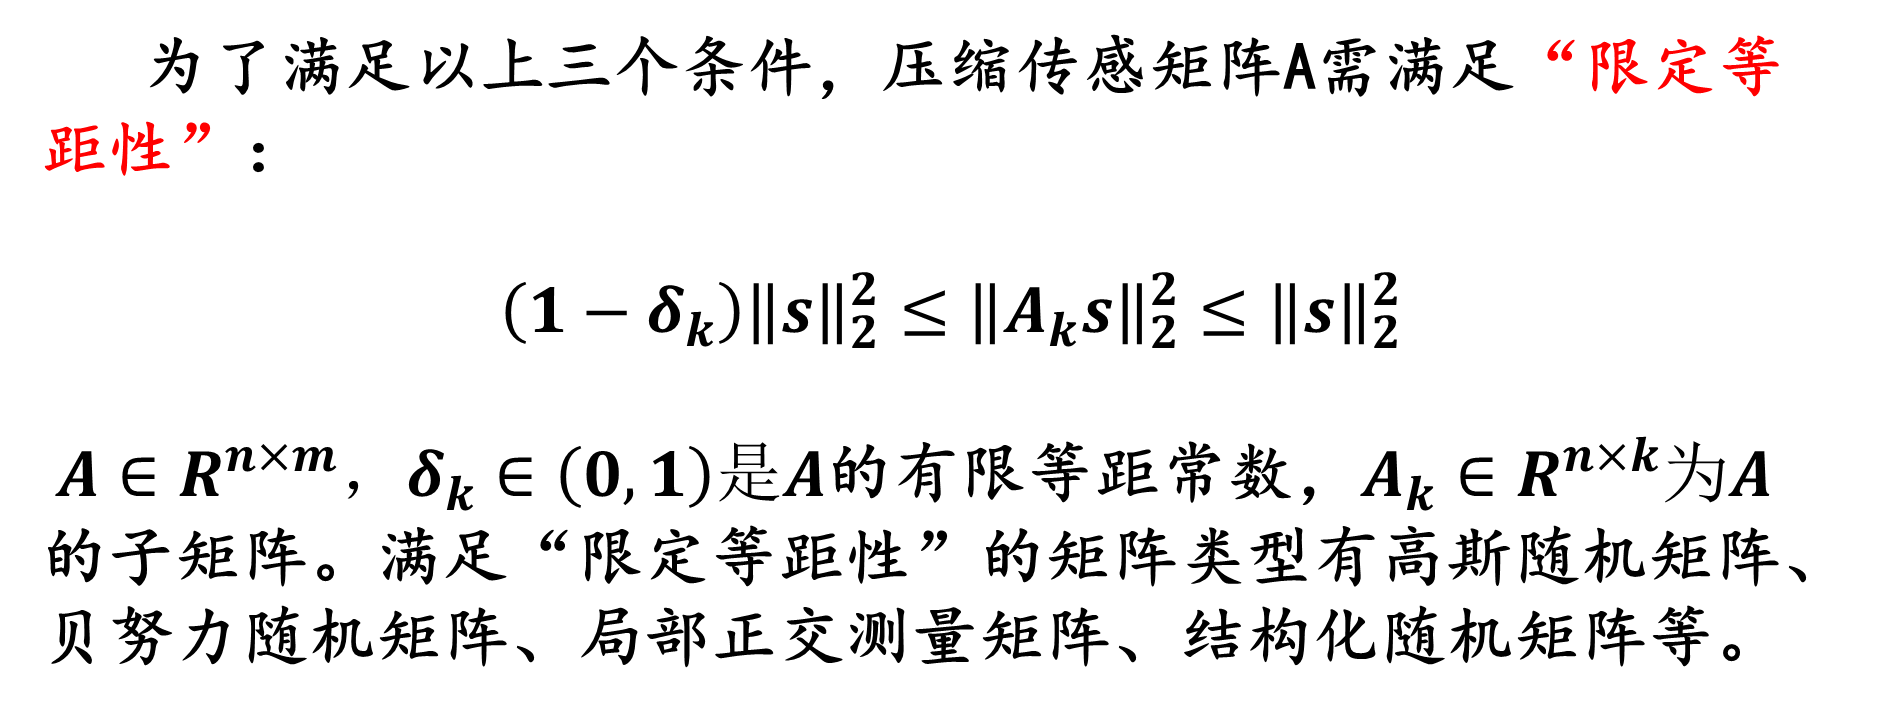 为了满足以上三个条件，压缩传感矩阵A需满足“限定等
距性”：
(1 − δ_k)‖s‖₂² ≤ ‖A_k s‖₂² ≤ ‖s‖₂²
A ∈ R^{n×m}，δ_k ∈ (0,1)是A的有限等距常数，A_k ∈ R^{n×k}为A
的子矩阵。满足“限定等距性”的矩阵类型有高斯随机矩阵、
贝努力随机矩阵、局部正交测量矩阵、结构化随机矩阵等。